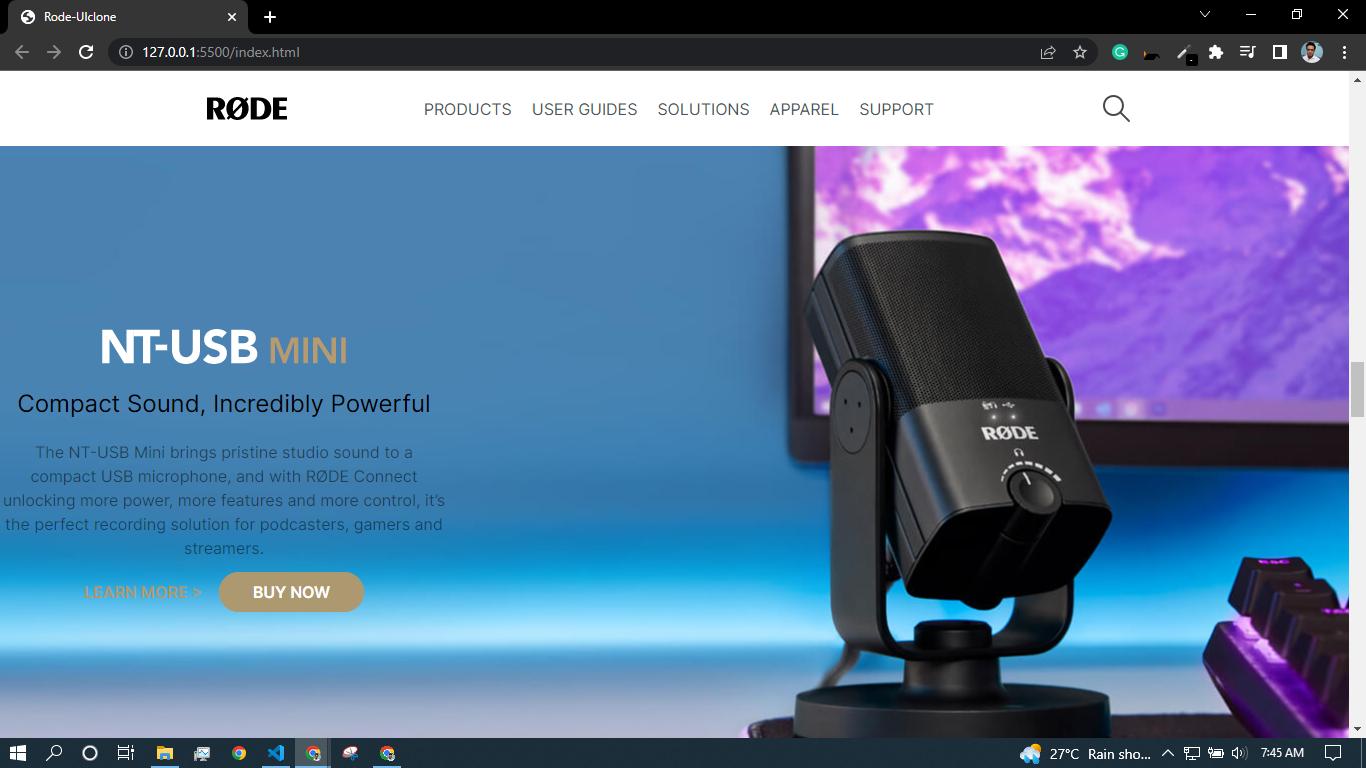 Rode-UIclone
127.0.0.1:5500/index.html
RØDE
PRODUCTS
USER GUIDES
SOLUTIONS
APPAREL
SUPPORT
NT-USB MINI
Compact Sound, Incredibly Powerful
The NT-USB Mini brings pristine studio sound to a
compact USB microphone, and with RØDE Connect
unlocking more power, more features and more control, it's
the perfect recording solution for podcasters, gamers and
streamers.
LEARN MORE >
BUY NOW
RØDE
ESC
27°C Rain sho...
7:45 AM